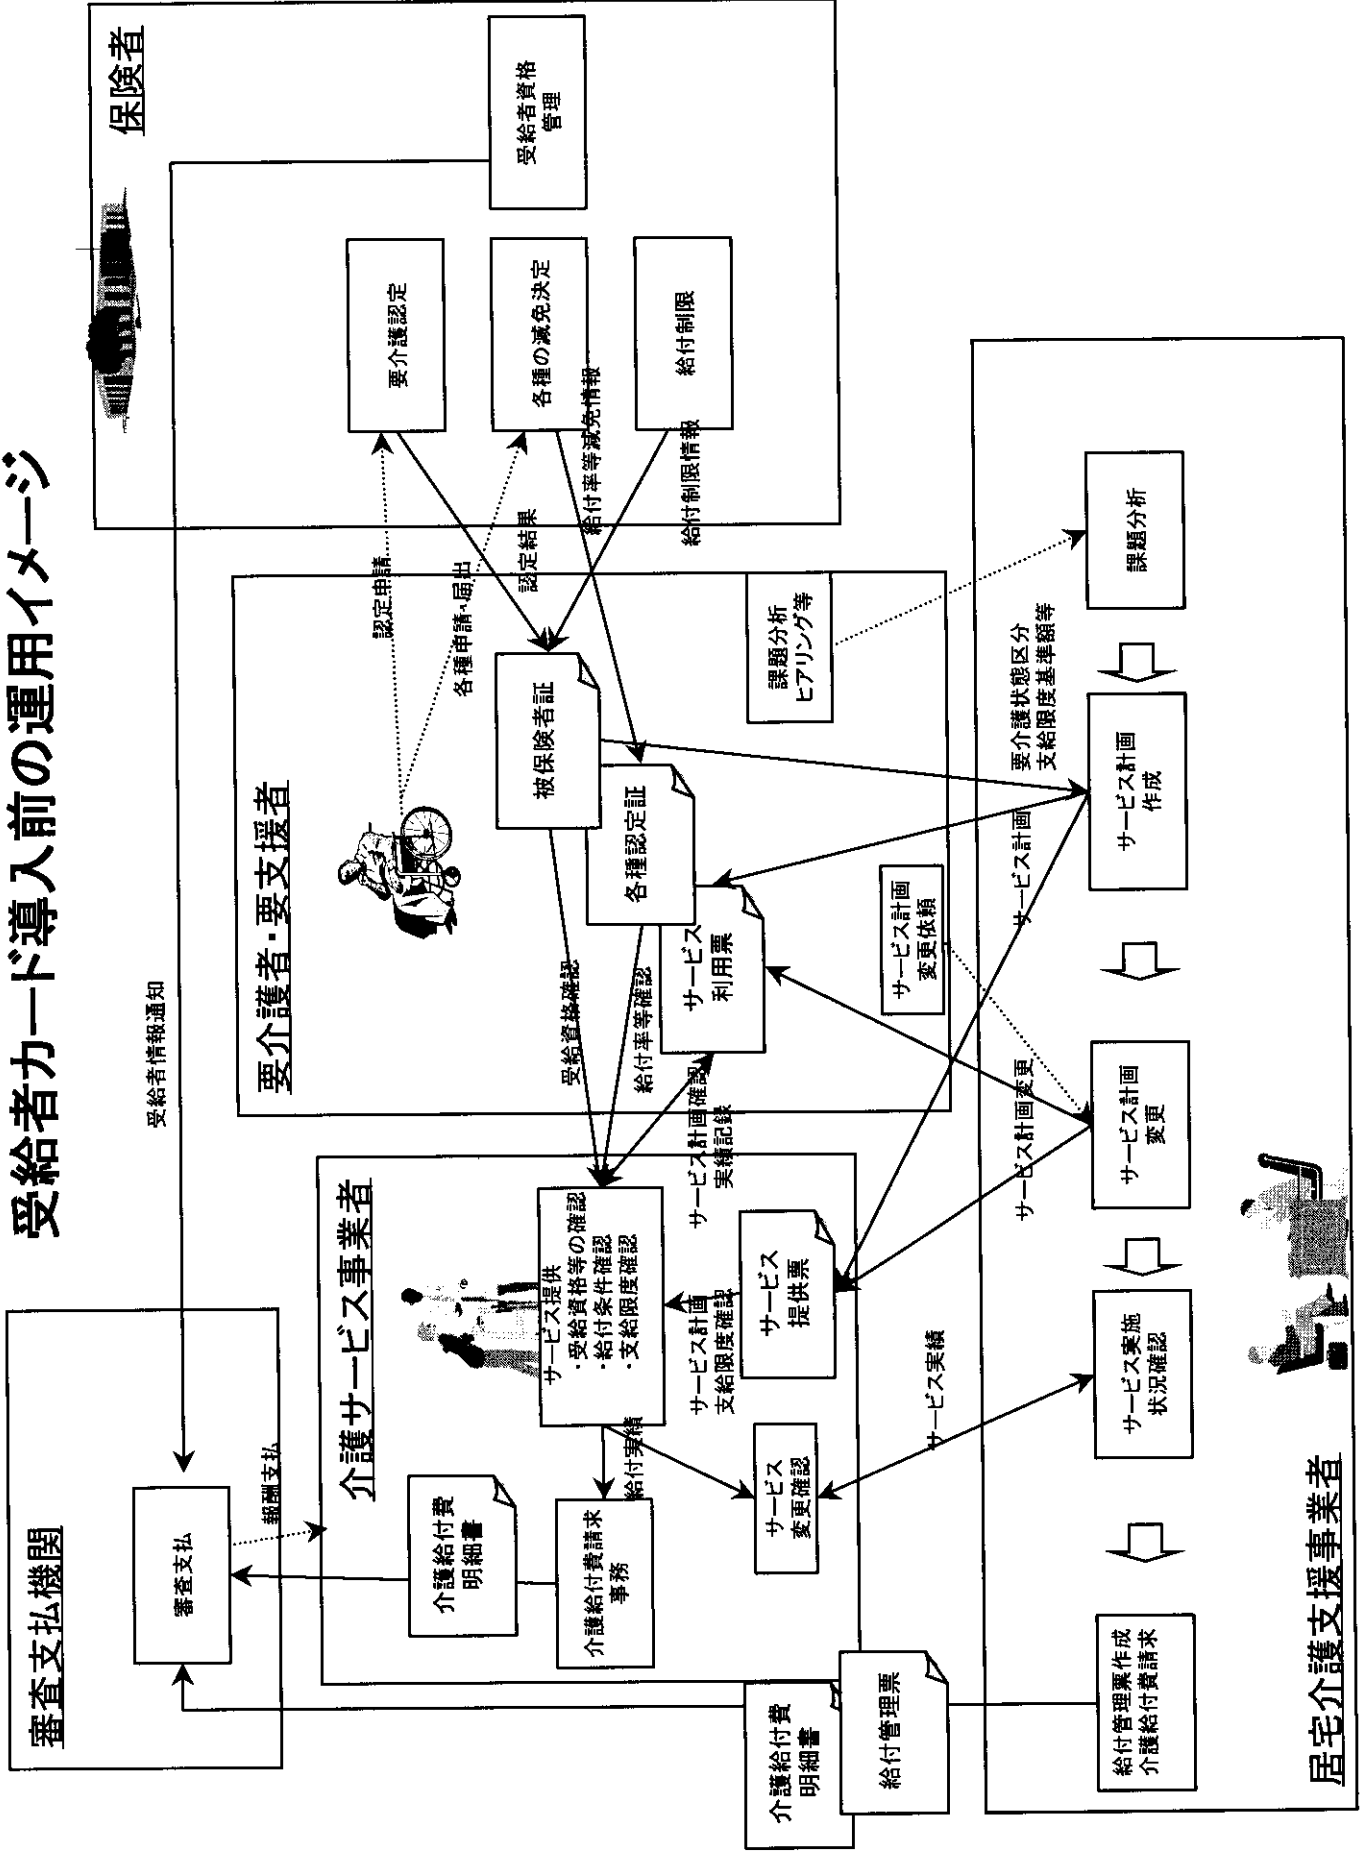 受給者カード導入前の運用イメージ
審査支払機関
審査支払
報酬支払
受給者情報通知
保険者
受給者資格
管理
要介護認定
各種の減免決定
給付制限
認定申請
各種申請・届出
認定結果
給付率等減免情報
給付制限情報
要介護者・要支援者
被保険者証
各種認定証
サービス
利用票
課題分析
ヒアリング等
サービス計画
変更依頼
受給資格確認
給付率等確認
サービス計画確認
実績記録
介護サービス事業者
サービス提供
・受給資格等の確認
・給付条件確認
・支給限度確認
サービス計画
支給限度確認
サービス
提供票
給付実績
介護給付費
明細書
介護給付費請求
事務
サービス
変更確認
サービス実績
要介護状態区分
支給限度基準額等
サービス計画
サービス計画変更
介護給付費
明細書
給付管理票
居宅介護支援事業者
給付管理票作成
介護給付費請求
サービス実施
状況確認
サービス計画
変更
サービス計画
作成
課題分析